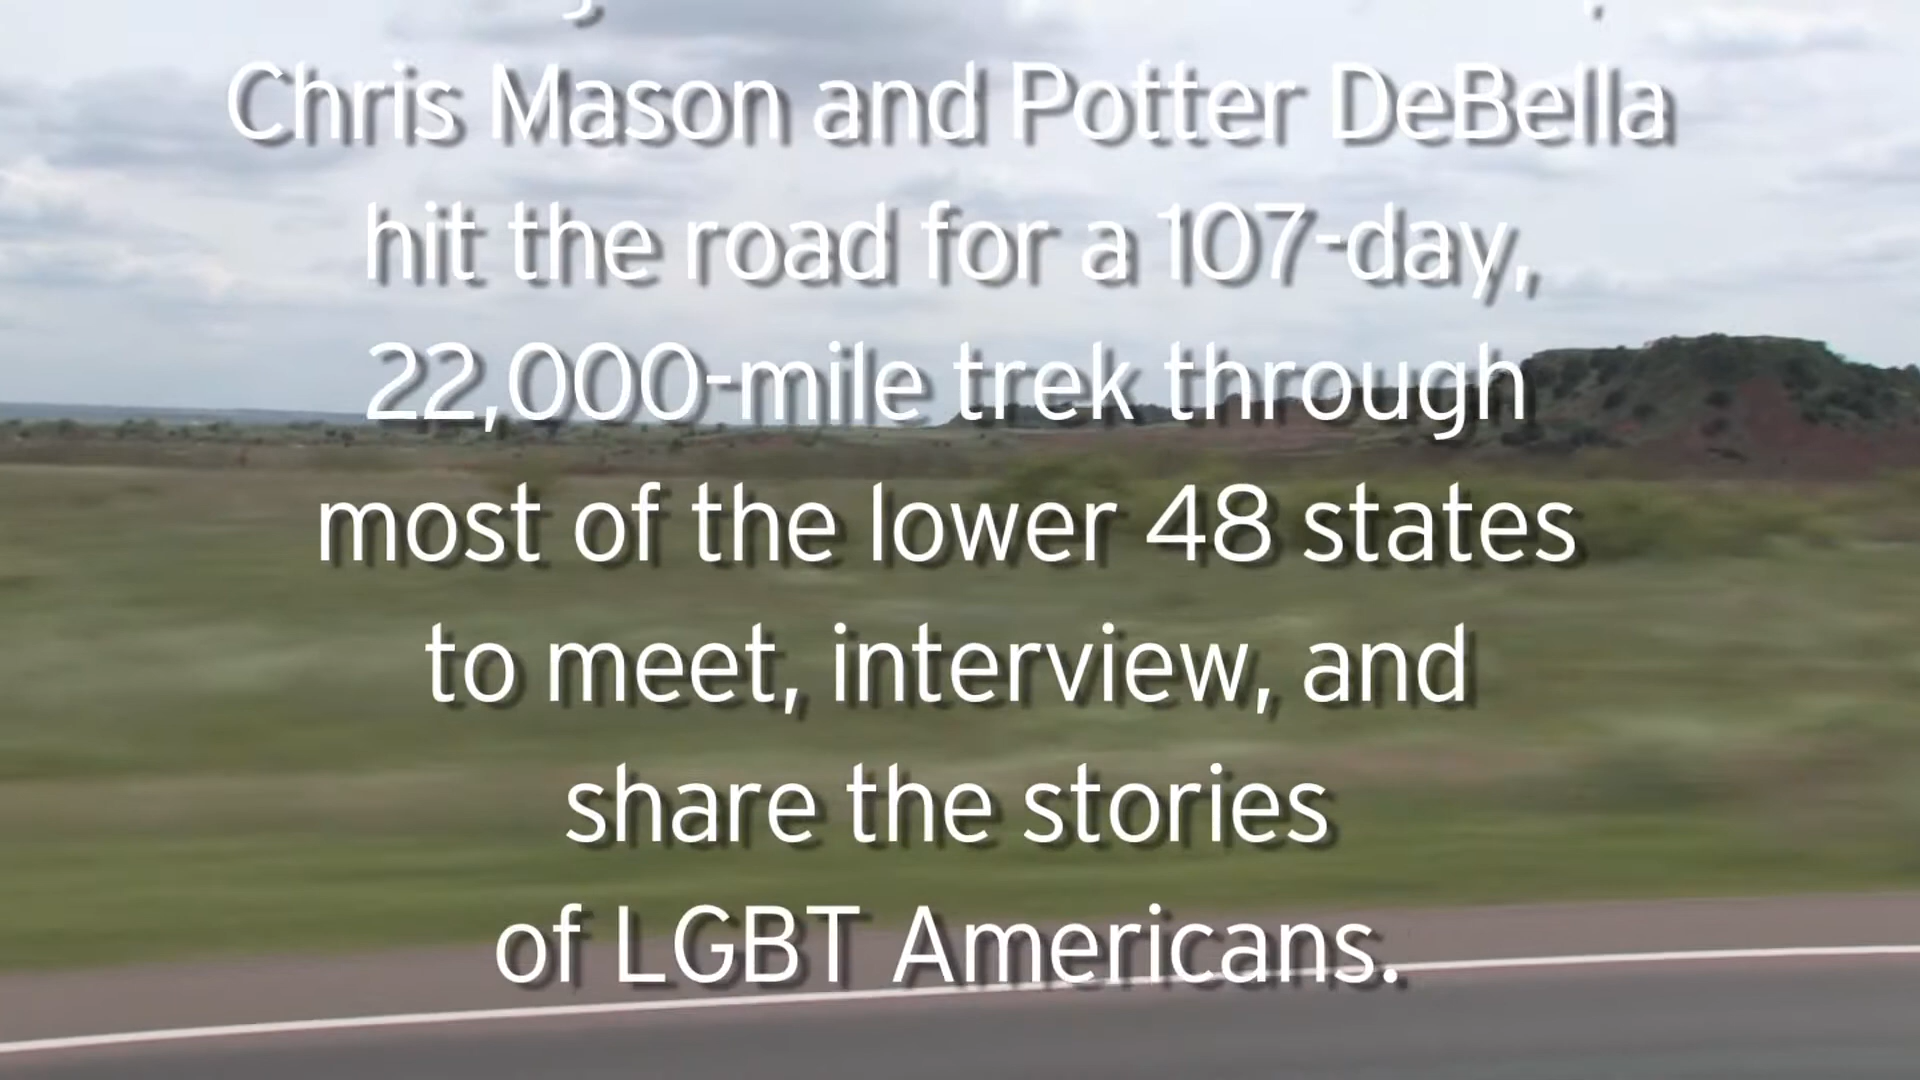 Chris Mason and Potter DeBella
hit the road for a 107-day,
22,000-mile trek through
most of the lower 48 states
to meet, interview, and
share the stories
of LGBT Americans.